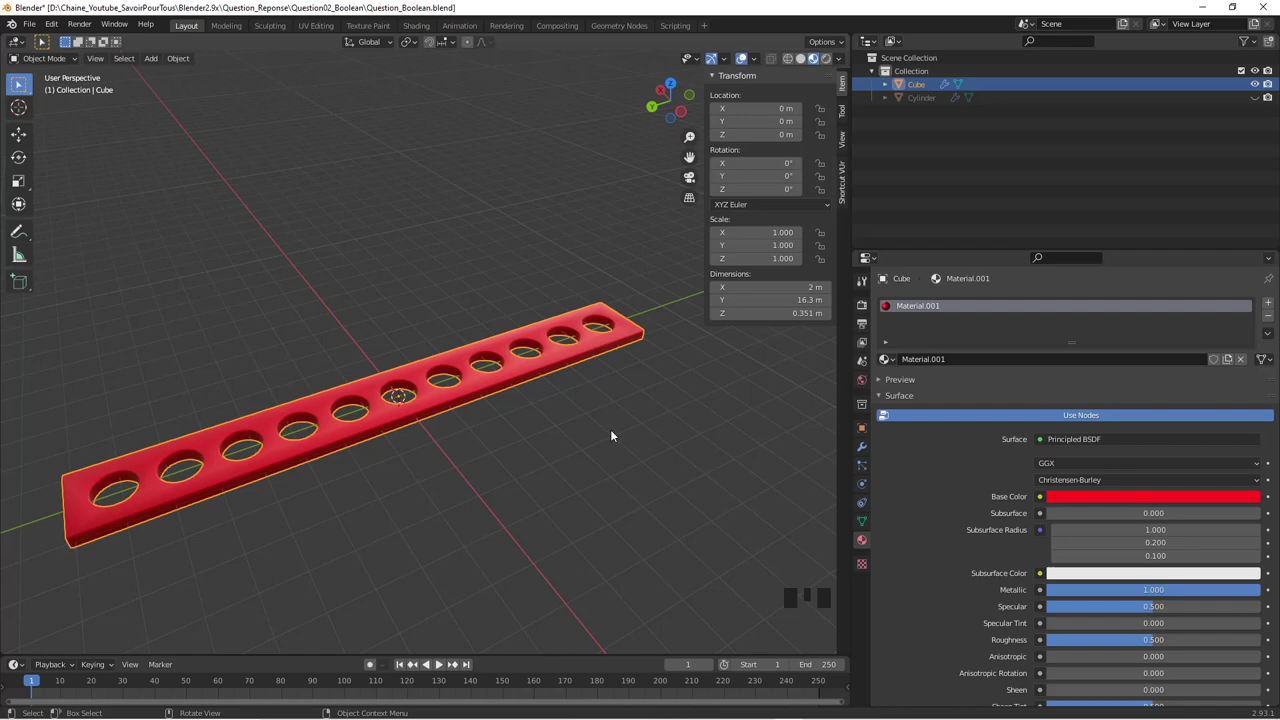 Blender* [D:\Chaine_Youtube_SavoirPourTous\Blender2.9x\Question_Reponse\Question02_Boolean\Question_Boolean.blend]
File Edit Render Window Help Layout Modeling Sculpting UV Editing Texture Paint Shading Animation Rendering Compositing Geometry Nodes Scripting Scene View Layer
Global Options
Object Mode View Select Add Object
User Perspective
(1) Collection | Cube
Z
Y
X
Transform
Location:
X 0 m
Y 0 m
Z 0 m
Rotation:
X 0°
Y 0°
Z 0°
XYZ Euler
Scale:
X 1.000
Y 1.000
Z 1.000
Dimensions:
X 2 m
Y 16.3 m
Z 0.351 m
Item
Tool
View
Shortcut VUr
Scene Collection
Collection
Cube
Cylinder
Cube Material.001
Material.001
Material.001
Preview
Surface
Use Nodes
Surface Principled BSDF
GGX
Christensen-Burley
Base Color
Subsurface 0.000
Subsurface Radius 1.000
0.200
0.100
Subsurface Color
Metallic 1.000
Specular 0.500
Specular Tint 0.000
Roughness 0.500
Anisotropic 0.000
Anisotropic Rotation 0.000
Sheen 0.000
Playback Keying View Marker 1 Start 1 End 250
1 10 20 30 40 50 60 70 80 90 100 110 120 130 140 150 160 170 180 190 200 210 220 230 240 250
Select Box Select Rotate View Object Context Menu 2.93.1